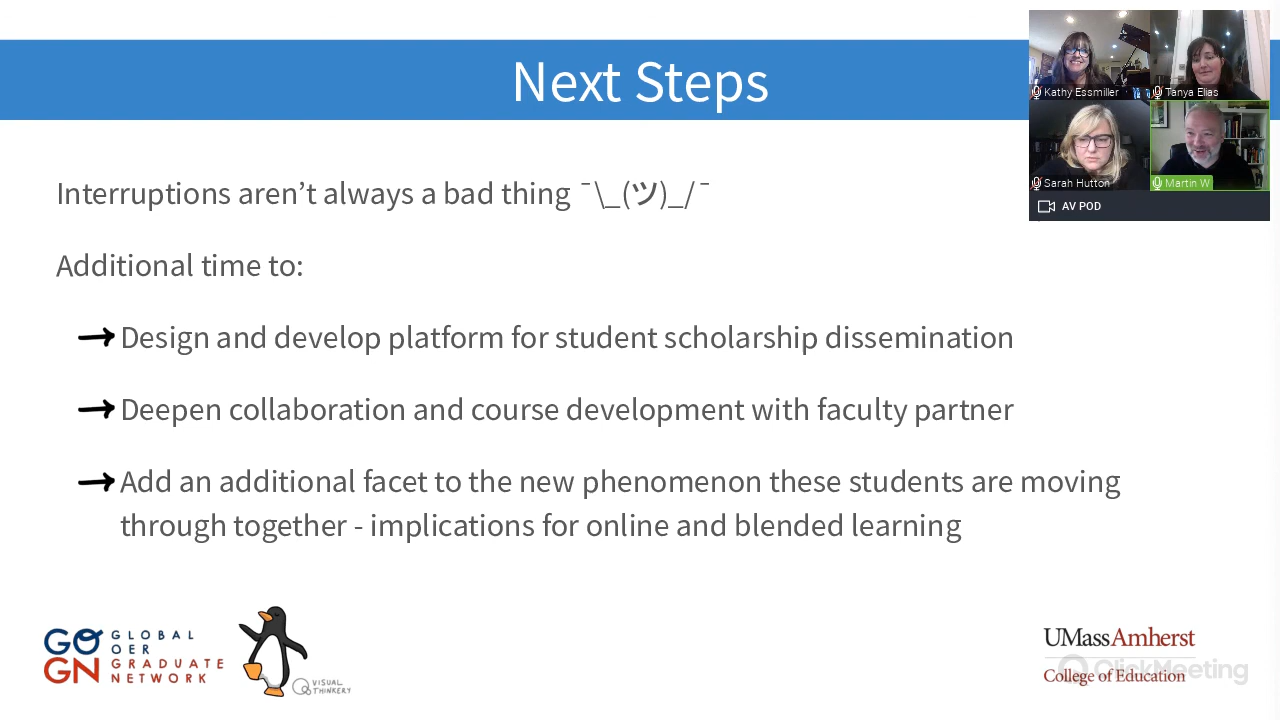 Next Steps
Interruptions aren’t always a bad thing ¯\_(ツ)_/¯
Additional time to:
Design and develop platform for student scholarship dissemination
Deepen collaboration and course development with faculty partner
Add an additional facet to the new phenomenon these students are moving
through together - implications for online and blended learning
Kathy Essmiller
Tanya Elias
Sarah Hutton
Martin W
AV POD
GO
GN
GLOBAL
OER
GRADUATE
NETWORK
VISUAL
THINKERY
UMassAmherst
College of Education
ClickMeeting